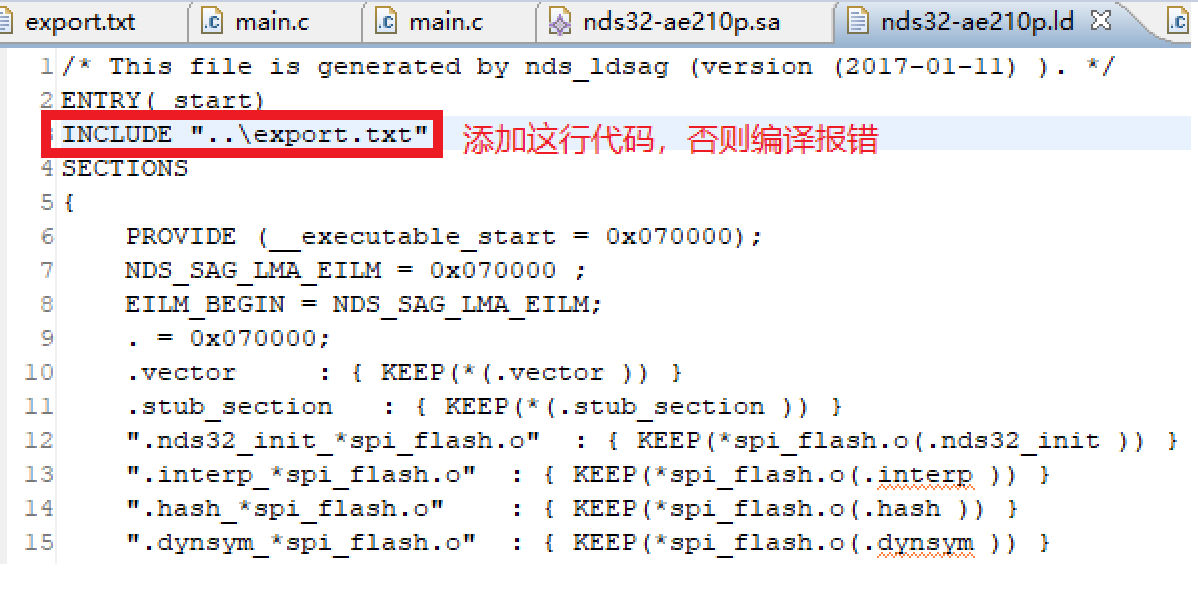 export.txt main.c main.c nds32-ae210p.sa nds32-ae210p.ld
1 /* This file is generated by nds_ldsag (version (2017-01-11) ). */
2 ENTRY(_start)
INCLUDE "..\export.txt" 添加这行代码，否则编译报错
4 SECTIONS
5 {
6 PROVIDE (__executable_start = 0x070000);
7 NDS_SAG_LMA_EILM = 0x070000 ;
8 EILM_BEGIN = NDS_SAG_LMA_EILM;
9 . = 0x070000;
10 .vector : { KEEP(*(.vector )) }
11 .stub_section : { KEEP(*(.stub_section )) }
12 ".nds32_init_*spi_flash.o" : { KEEP(*spi_flash.o(.nds32_init )) }
13 ".interp_*spi_flash.o" : { KEEP(*spi_flash.o(.interp )) }
14 ".hash_*spi_flash.o" : { KEEP(*spi_flash.o(.hash )) }
15 ".dynsym_*spi_flash.o" : { KEEP(*spi_flash.o(.dynsym )) }